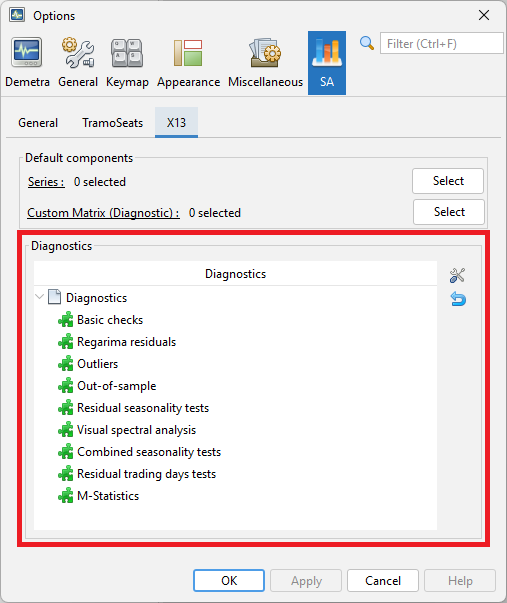 Options
Demetra General Keymap Appearance Miscellaneous SA Filter (Ctrl+F)
General TramoSeats X13
Default components
Series : 0 selected Select
Custom Matrix (Diagnostic) : 0 selected Select
Diagnostics
Diagnostics
Diagnostics
Basic checks
Regarima residuals
Outliers
Out-of-sample
Residual seasonality tests
Visual spectral analysis
Combined seasonality tests
Residual trading days tests
M-Statistics
OK Apply Cancel Help